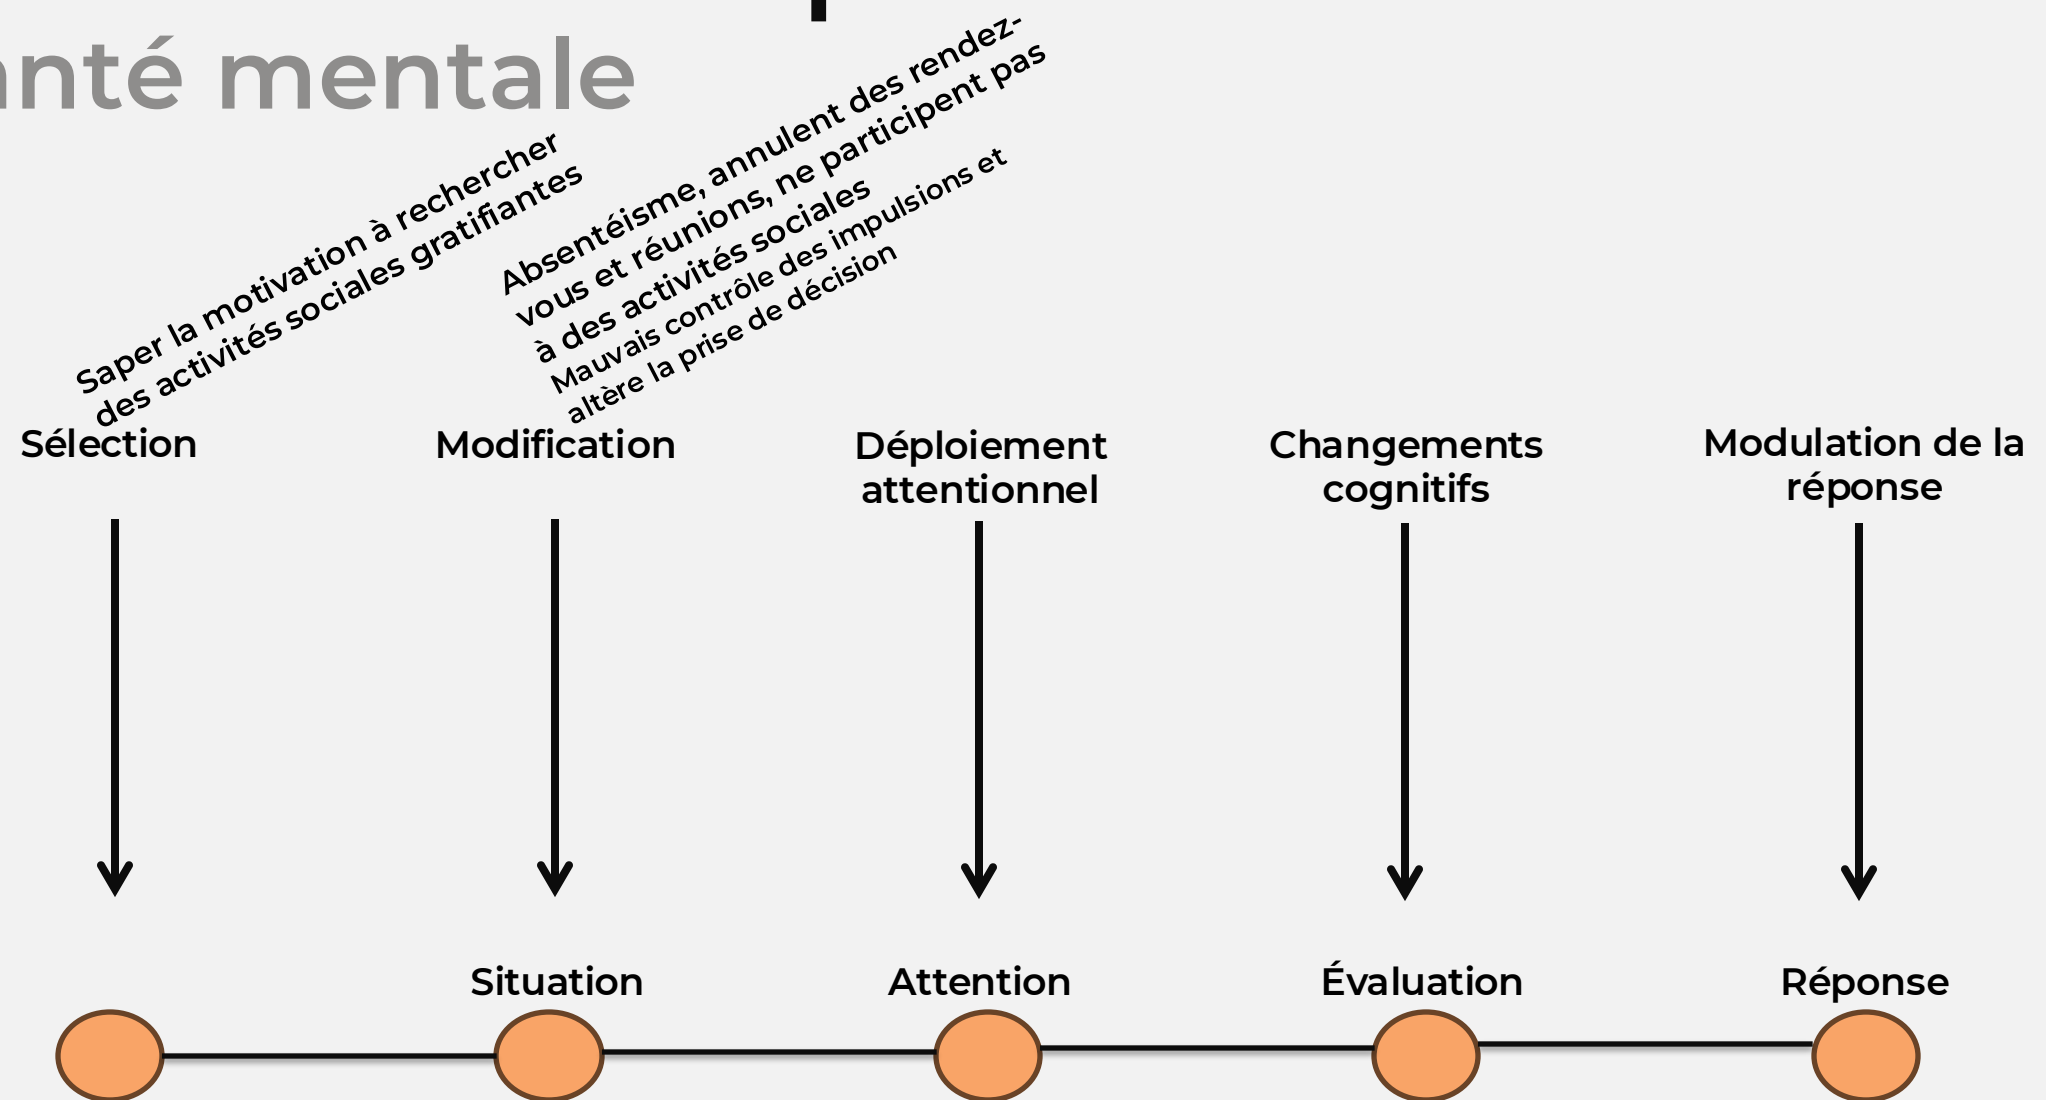 anté mentale
Saper la motivation à rechercher
des activités sociales gratifiantes
Absentéisme, annulent des rendez-
vous et réunions, ne participent pas
à des activités sociales
Mauvais contrôle des impulsions et
altère la prise de décision
Sélection
Modification
Déploiement
attentionnel
Changements
cognitifs
Modulation de la
réponse
Situation
Attention
Évaluation
Réponse